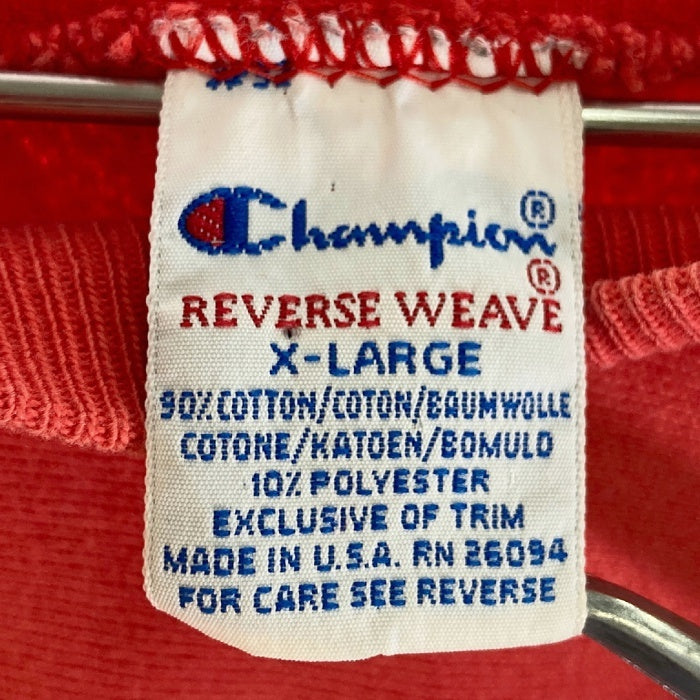 Champion®
REVERSE WEAVE®
X-LARGE
90% COTTON/COTON/BAUMWOLLE
COTONE/KATOEN/BOMULD
10% POLYESTER
EXCLUSIVE OF TRIM
MADE IN U.S.A. RN 26094
FOR CARE SEE REVERSE